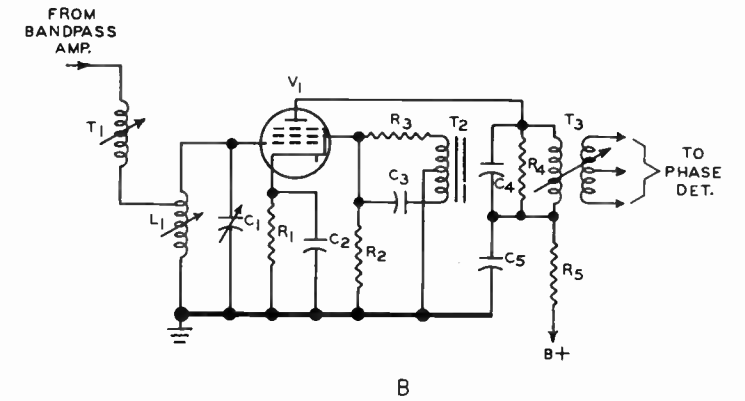 FROM
BANDPASS
AMP.
T1
L1
C1
V1
R1
C2
R2
R3
C3
T2
C4
R4
C5
T3
R5
B+
TO
PHASE
DET.
B